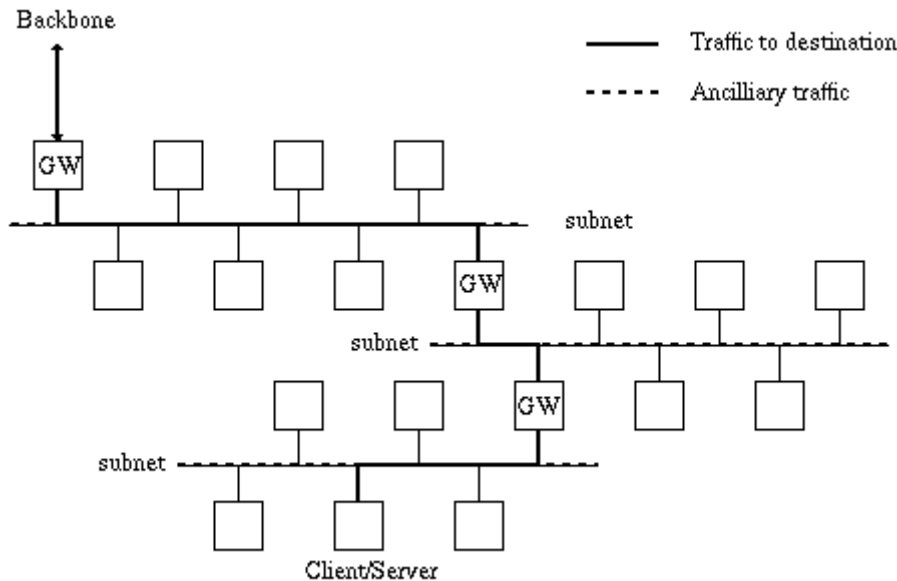 Backbone
Traffic to destination
Ancilliary traffic
GW
subnet
GW
subnet
GW
subnet
Client/Server